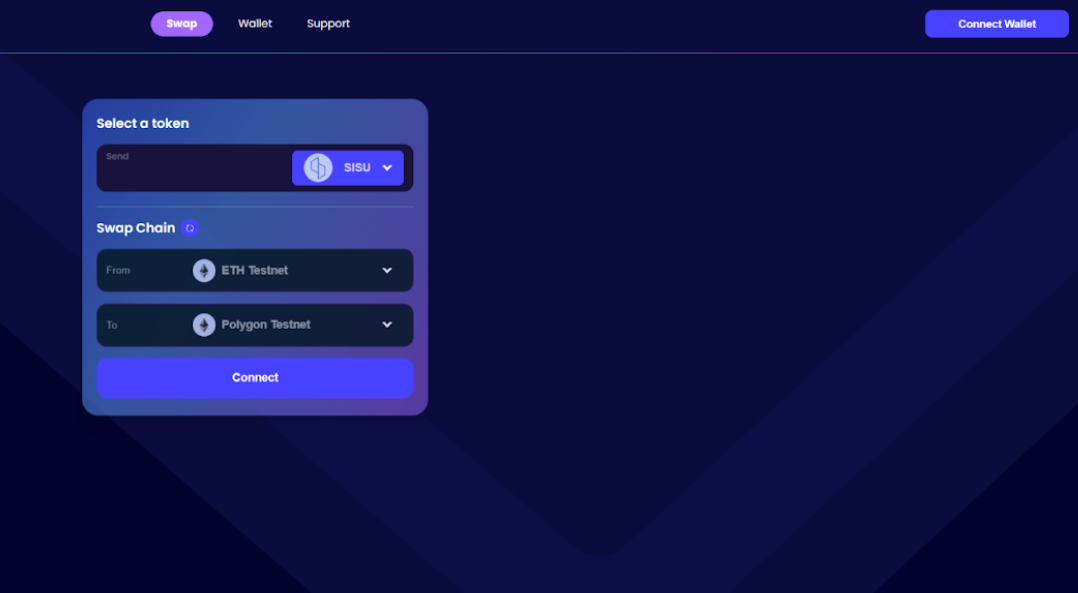 Swap Wallet Support Connect Wallet
Select a token
Send
SISU
Swap Chain
From ETH Testnet
To Polygon Testnet
Connect